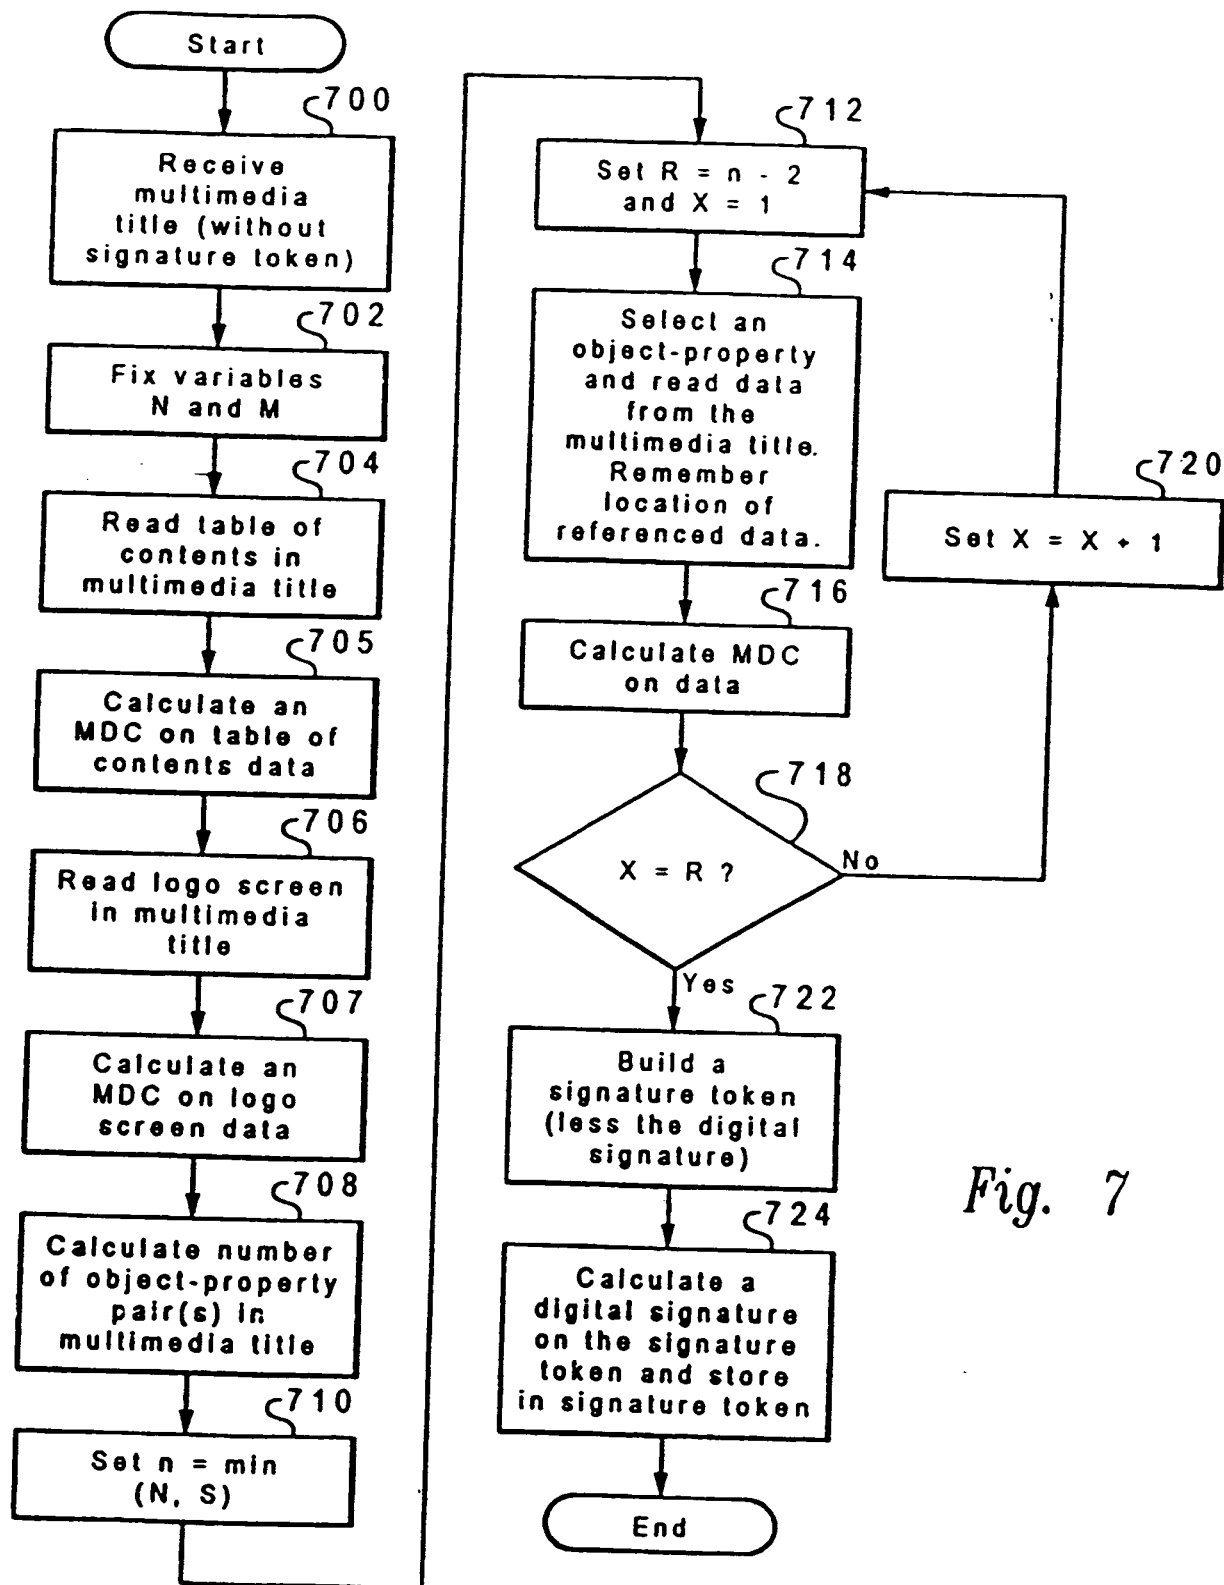 Start
700
Receive
multimedia
title (without
signature token)
702
Fix variables
N and M
704
Read table of
contents in
multimedia title
705
Calculate an
MDC on table of
contents data
706
Read logo screen
in multimedia
title
707
Calculate an
MDC on logo
screen data
708
Calculate number
of object-property
pair(s) in
multimedia title
710
Set n = min
(N, S)
712
Set R = n - 2
and X = 1
714
Select an
object-property
and read data
from the
multimedia title.
Remember
location of
referenced data.
716
Calculate MDC
on data
718
X = R ?
No
720
Set X = X + 1
Yes
722
Build a
signature token
(less the digital
signature)
724
Calculate a
digital signature
on the signature
token and store
in signature token
End
Fig. 7